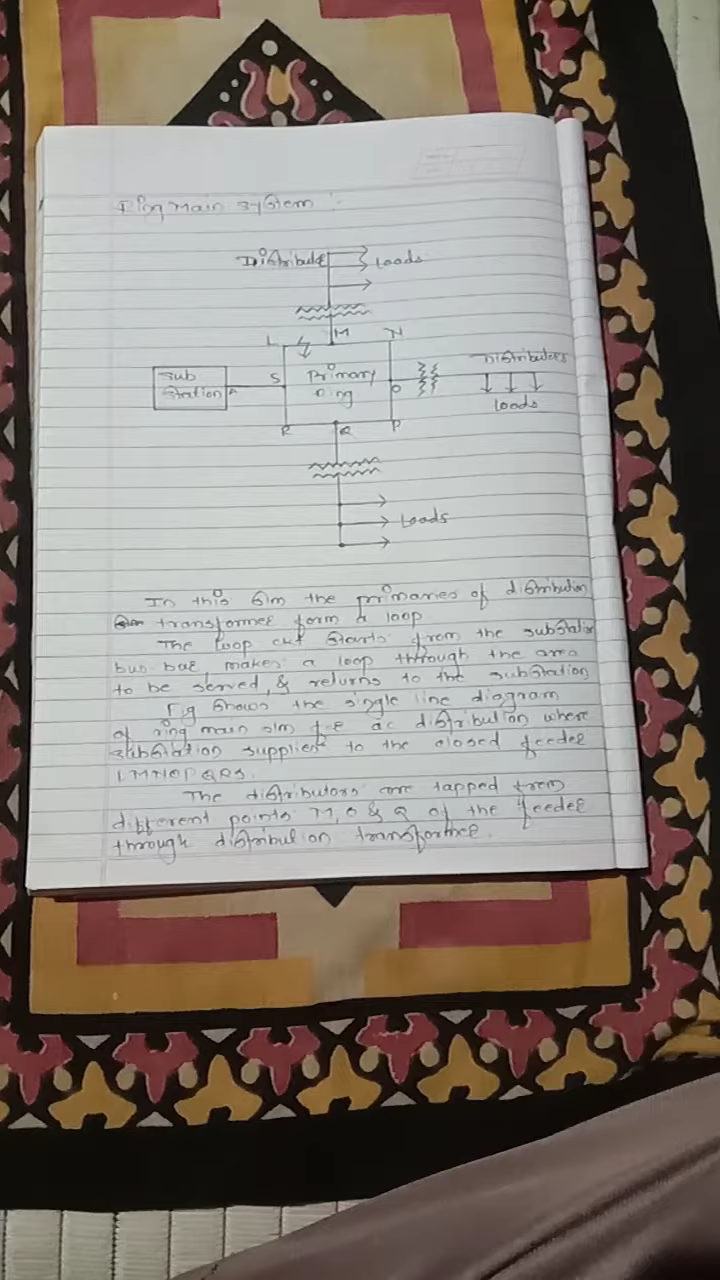 Ring main system :
Distributor
Loads
L
M
N
Sub
Station
A
S
Primary
Ring
O
Distributors
Loads
R
Q
P
Loads
In this s/m the primaries of distribution
transformer form a loop
The loop ckt starts from the substation
bus bar, makes a loop through the area
to be served, & returns to the substation
Fig shows the single line diagram
of ring main s/m for ac distribution where
substation supplies to the closed feeder
LMNOPQRS.
The distributors are tapped from
different points M, O & Q of the feeder
through distribution transformer.